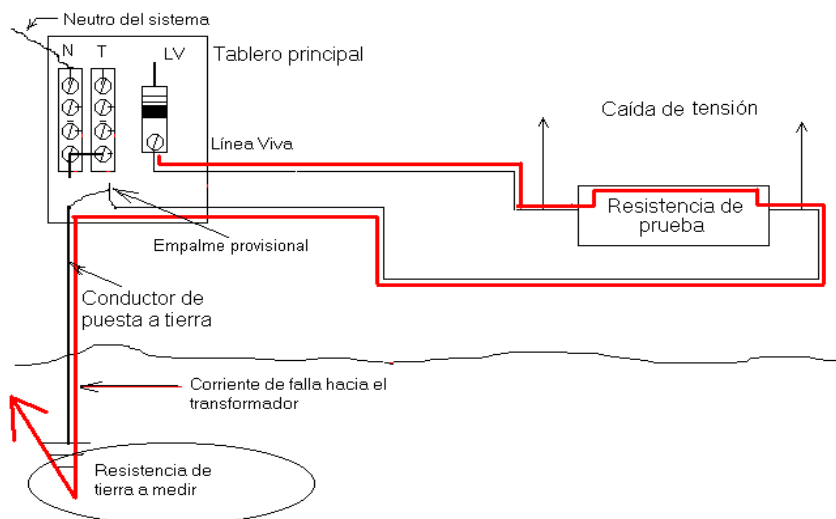 Neutro del sistema
N T LV
Tablero principal
Caída de tensión
Línea Viva
Resistencia de
prueba
Empalme provisional
Conductor de
puesta a tierra
Corriente de falla hacia el
transformador
Resistencia de
tierra a medir